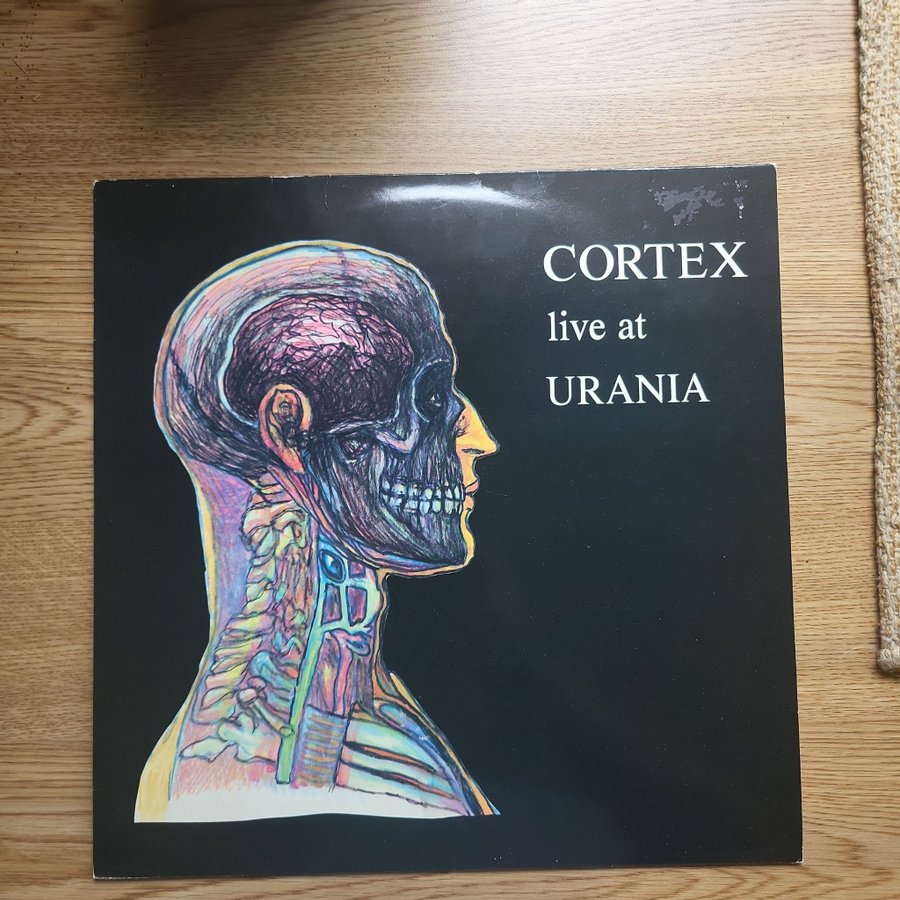 CORTEX
live at
URANIA